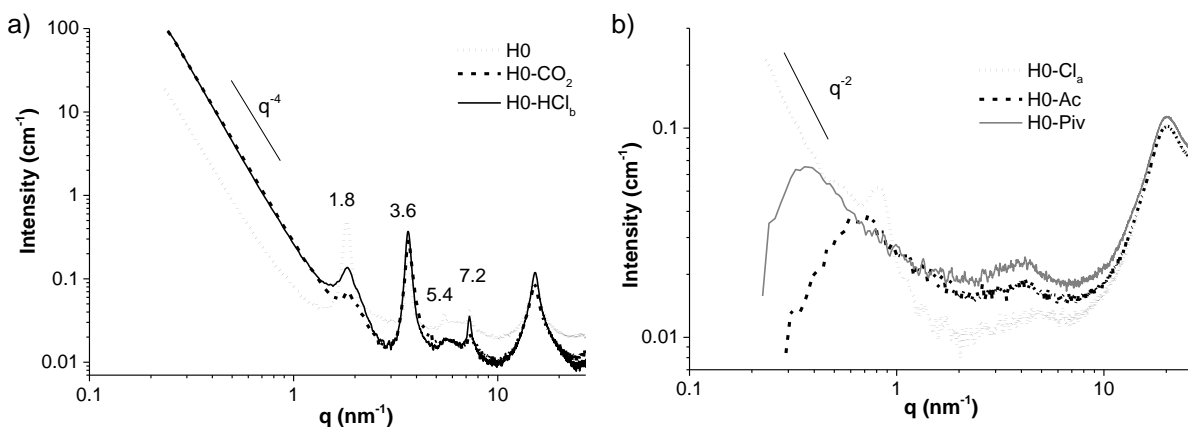 a)
H0
H0-CO₂
H0-HCl_b
q⁻⁴
1.8
3.6
5.4
7.2
100
10
1
0.1
0.01
Intensity (cm⁻¹)
0.1
1
10
q (nm⁻¹)
b)
H0-Cl_a
H0-Ac
H0-Piv
q⁻²
0.1
0.01
Intensity (cm⁻¹)
0.1
1
10
q (nm⁻¹)